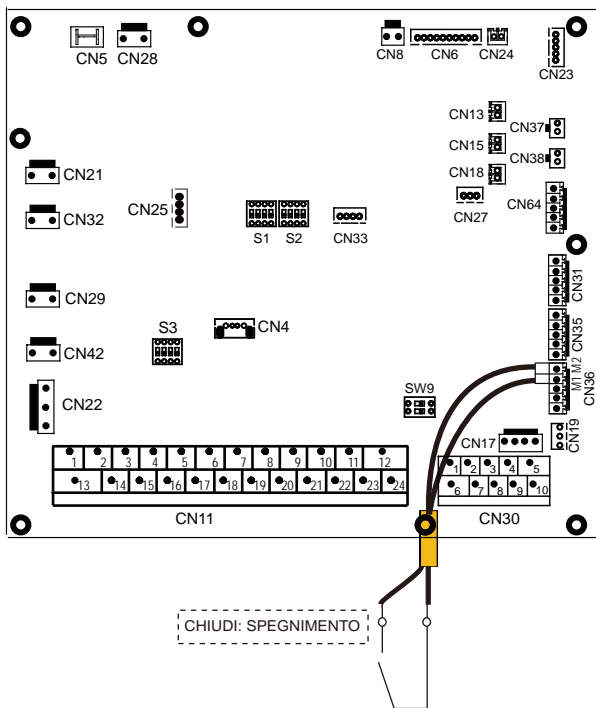 CN5
CN28
CN8
CN6
CN24
CN23
CN13
CN15
CN18
CN37
CN38
CN27
CN64
CN21
CN32
CN25
S1
S2
CN33
CN29
CN42
CN22
S3
CN4
CN31
CN35
M1 M2
CN36
SW9
CN17
CN19
1 2 3 4 5 6 7 8 9 10 11 12
13 14 15 16 17 18 19 20 21 22 23 24
CN11
1 2 3 4 5
6 7 8 9 10
CN30
CHIUDI: SPEGNIMENTO